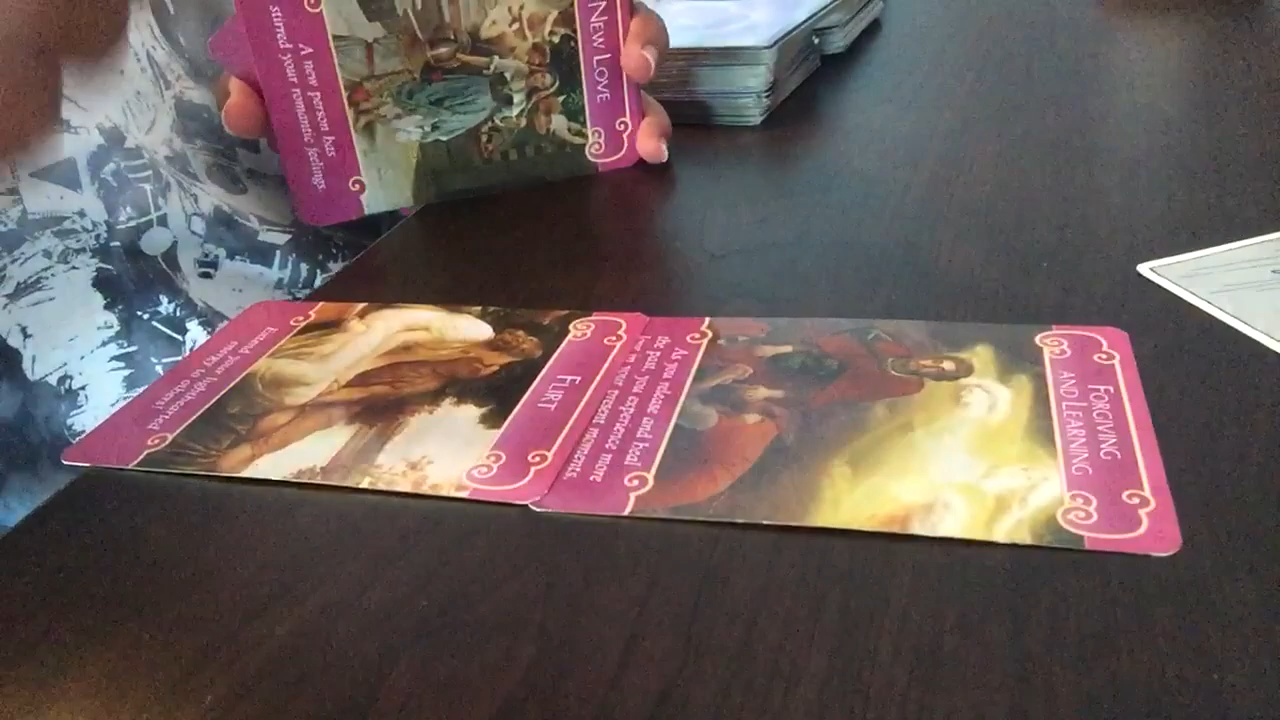 NEW LOVE
A new person has
stirred your romantic feelings.
FLIRT
Extend your lighthearted
energy to others!
FORGIVING
AND LEARNING
As you release and heal
the past, you experience more
love in your present moments.